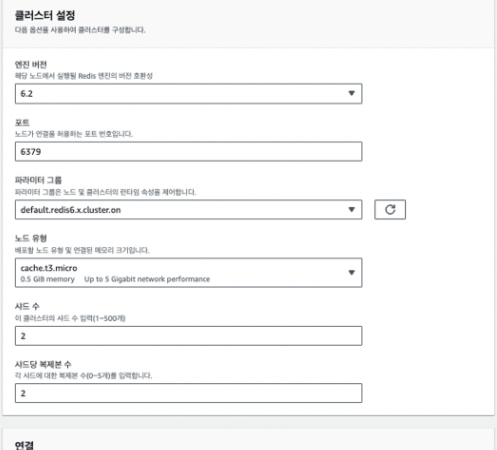 클러스터 설정
다음 옵션을 사용하여 클러스터를 구성합니다.
엔진 버전
해당 노드에서 실행될 Redis 엔진의 버전 호환성
6.2
포트
노드가 연결을 허용하는 포트 번호입니다.
6379
파라미터 그룹
파라미터 그룹은 노드 및 클러스터의 런타임 속성을 제어합니다.
default.redis6.x.cluster.on
노드 유형
배포할 노드 유형 및 연결된 메모리 크기입니다.
cache.t3.micro
0.5 GiB memory Up to 5 Gigabit network performance
샤드 수
이 클러스터의 샤드 수 입력(1~500개)
2
샤드당 복제본 수
각 샤드에 대한 복제본 수(0~5개)를 입력합니다.
2
연결